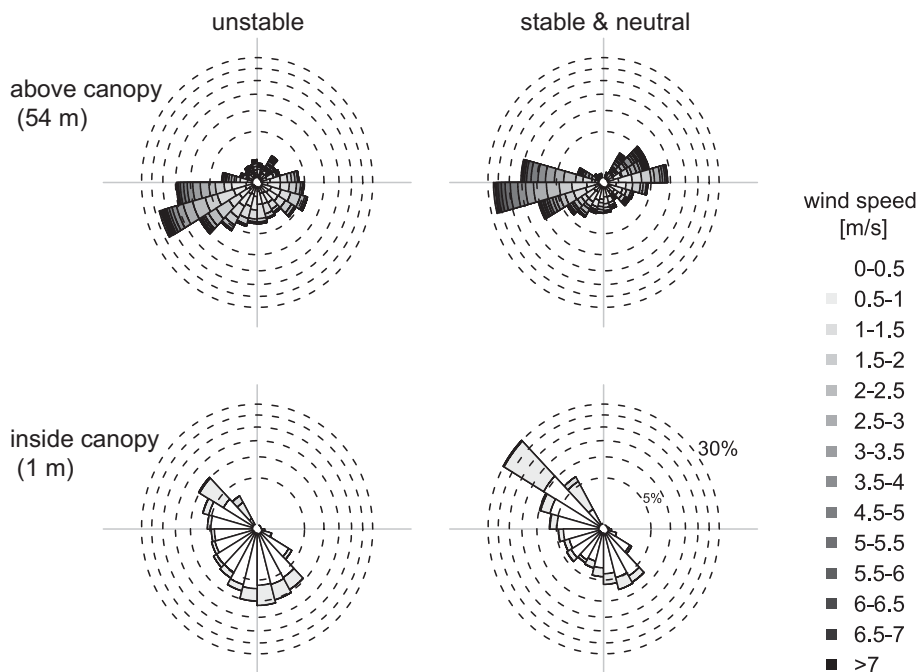 unstable
stable & neutral
above canopy
(54 m)
wind speed
[m/s]
0-0.5
0.5-1
1-1.5
1.5-2
2-2.5
2.5-3
3-3.5
3.5-4
4.5-5
5-5.5
5.5-6
6-6.5
6.5-7
>7
inside canopy
(1 m)
30%
5%